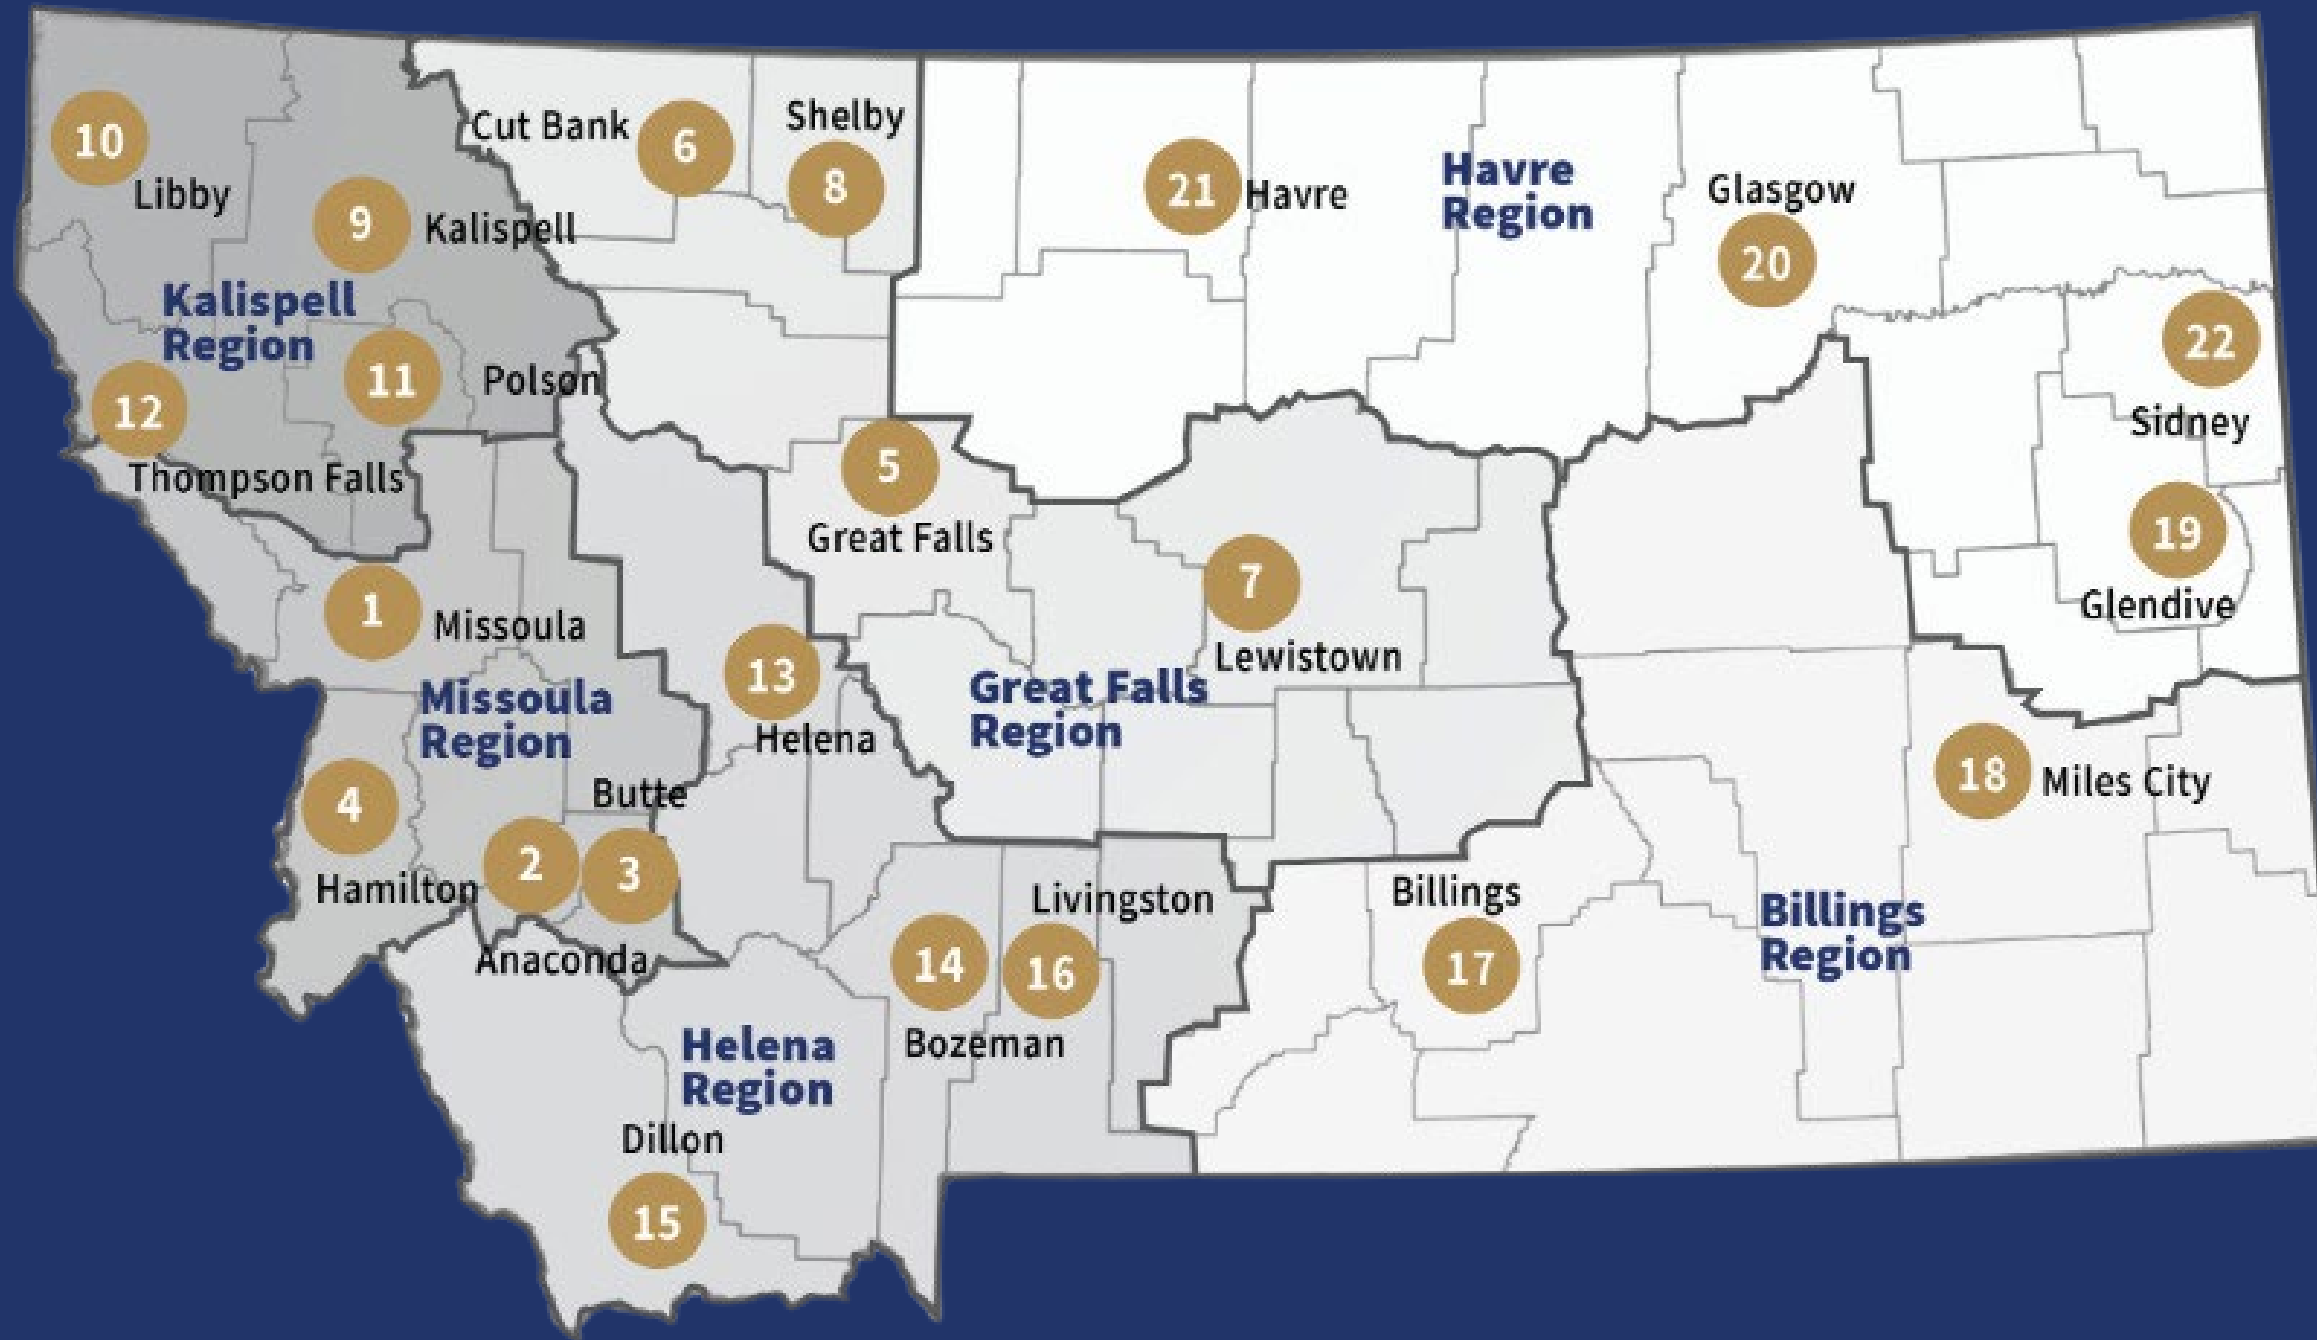 10
Libby
9
Kalispell
Kalispell
Region
11
Polson
12
Thompson Falls
Cut Bank
6
Shelby
8
21
Havre
Havre
Region
Glasgow
20
22
Sidney
19
Glendive
5
Great Falls
7
Lewistown
Great Falls
Region
1
Missoula
Missoula
Region
4
Hamilton
Butte
2
3
Anaconda
13
Helena
Helena
Region
Dillon
15
14
Bozeman
Livingston
16
Billings
17
Billings
Region
18
Miles City